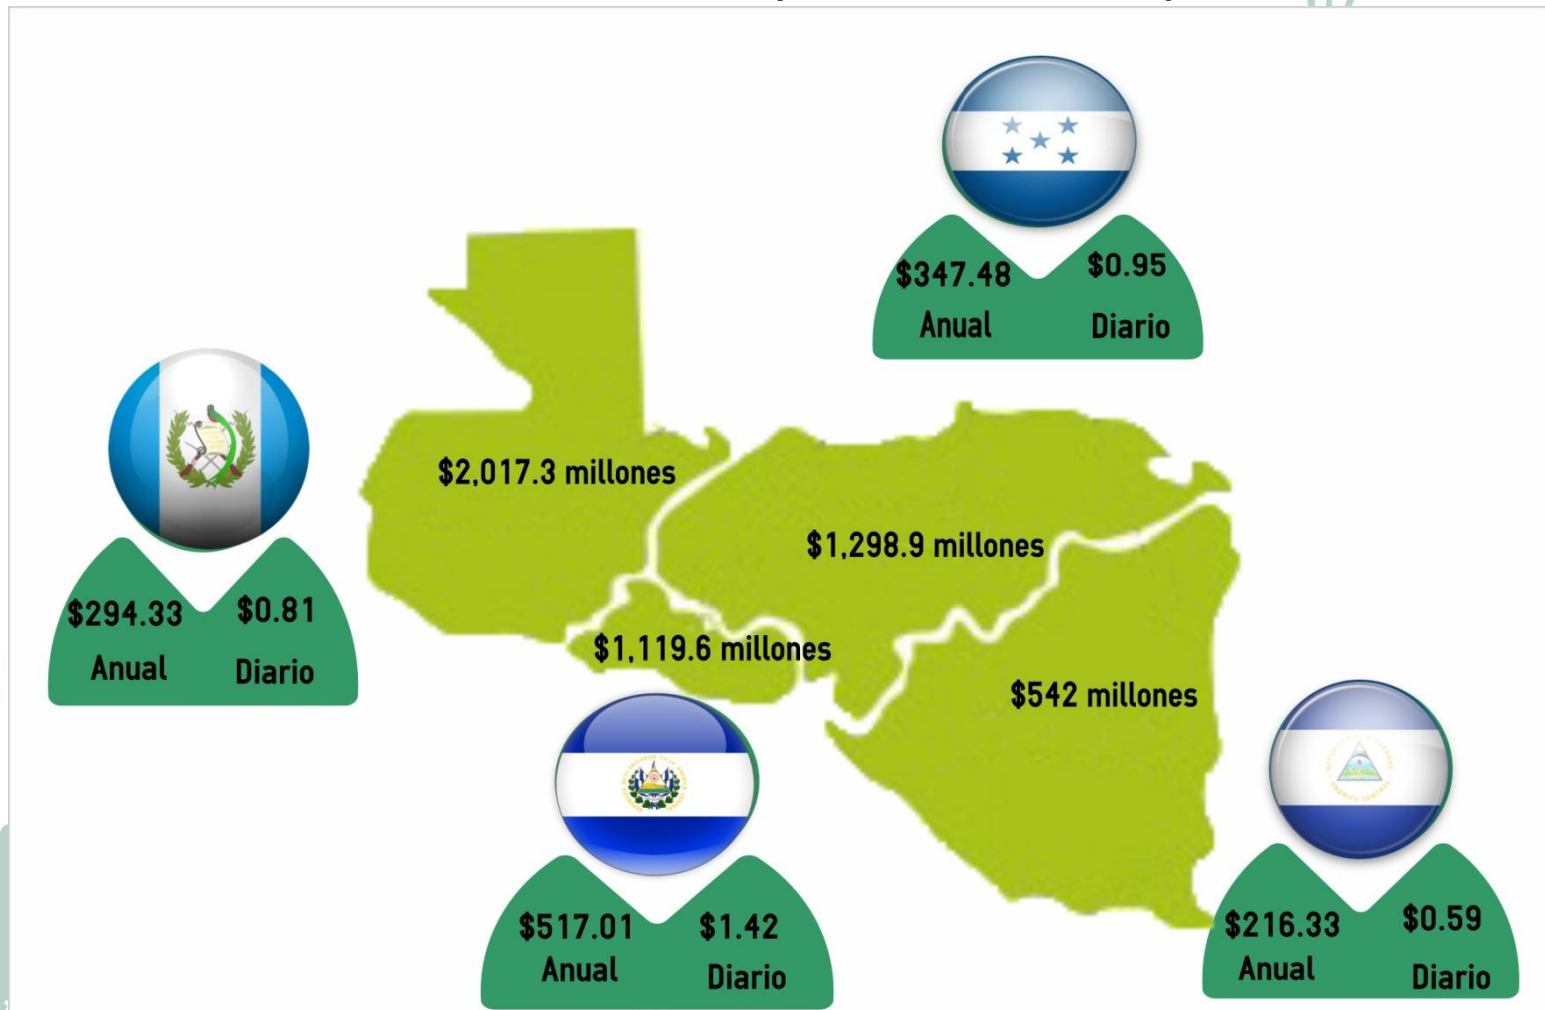 $347.48
Anual
$0.95
Diario
$2,017.3 millones
$294.33
Anual
$0.81
Diario
$1,298.9 millones
$1,119.6 millones
$542 millones
$517.01
Anual
$1.42
Diario
$216.33
Anual
$0.59
Diario